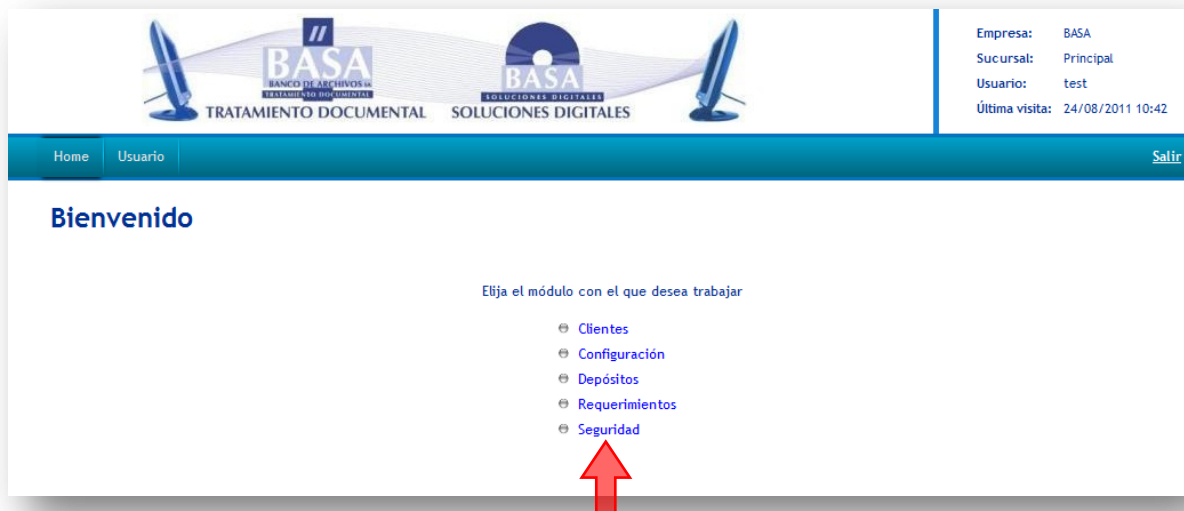 BASA
BANCO DE ARCHIVOS SA
TRATAMIENTO DOCUMENTAL
TRATAMIENTO DOCUMENTAL
BASA
SOLUCIONES DIGITALES
SOLUCIONES DIGITALES
Empresa: BASA
Sucursal: Principal
Usuario: test
Última visita: 24/08/2011 10:42
Home Usuario Salir
Bienvenido
Elija el módulo con el que desea trabajar
Clientes
Configuración
Depósitos
Requerimientos
Seguridad